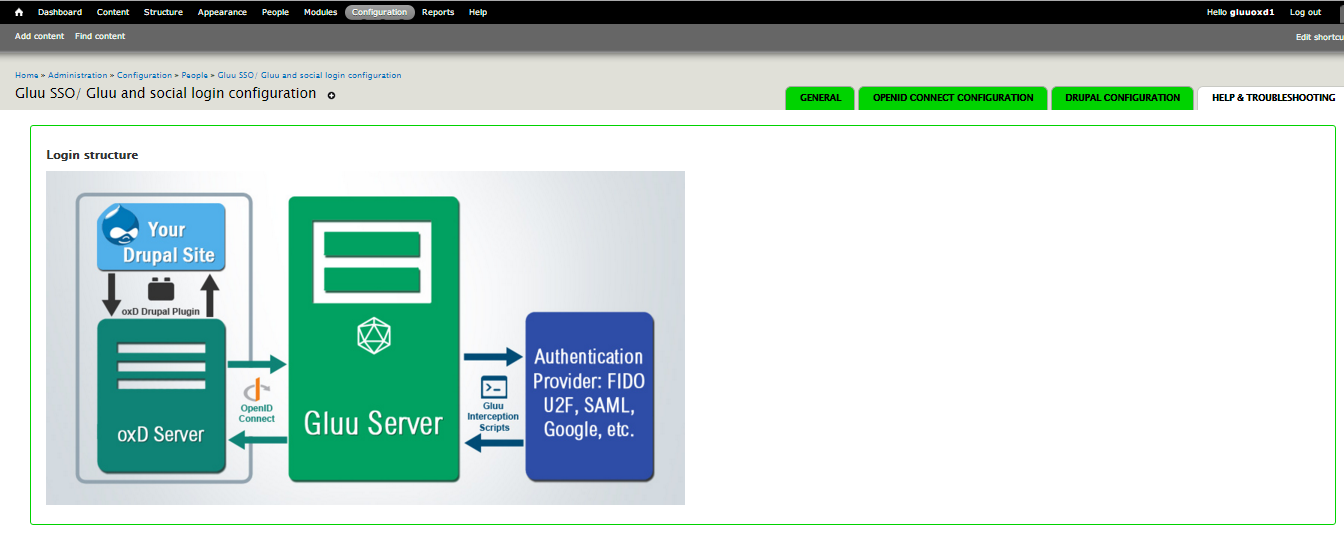 Dashboard Content Structure Appearance People Modules Configuration Reports Help Hello gluuoxd1 Log out
Add content Find content Edit shortcu
Home » Administration » Configuration » People » Gluu SSO/ Gluu and social login configuration
Gluu SSO/ Gluu and social login configuration
GENERAL OPENID CONNECT CONFIGURATION DRUPAL CONFIGURATION HELP & TROUBLESHOOTING
Login structure
Your
Drupal Site
oxD Drupal Plugin
oxD Server
OpenID
Connect
Gluu Server
Gluu
Interception
Scripts
Authentication
Provider: FIDO
U2F, SAML,
Google, etc.